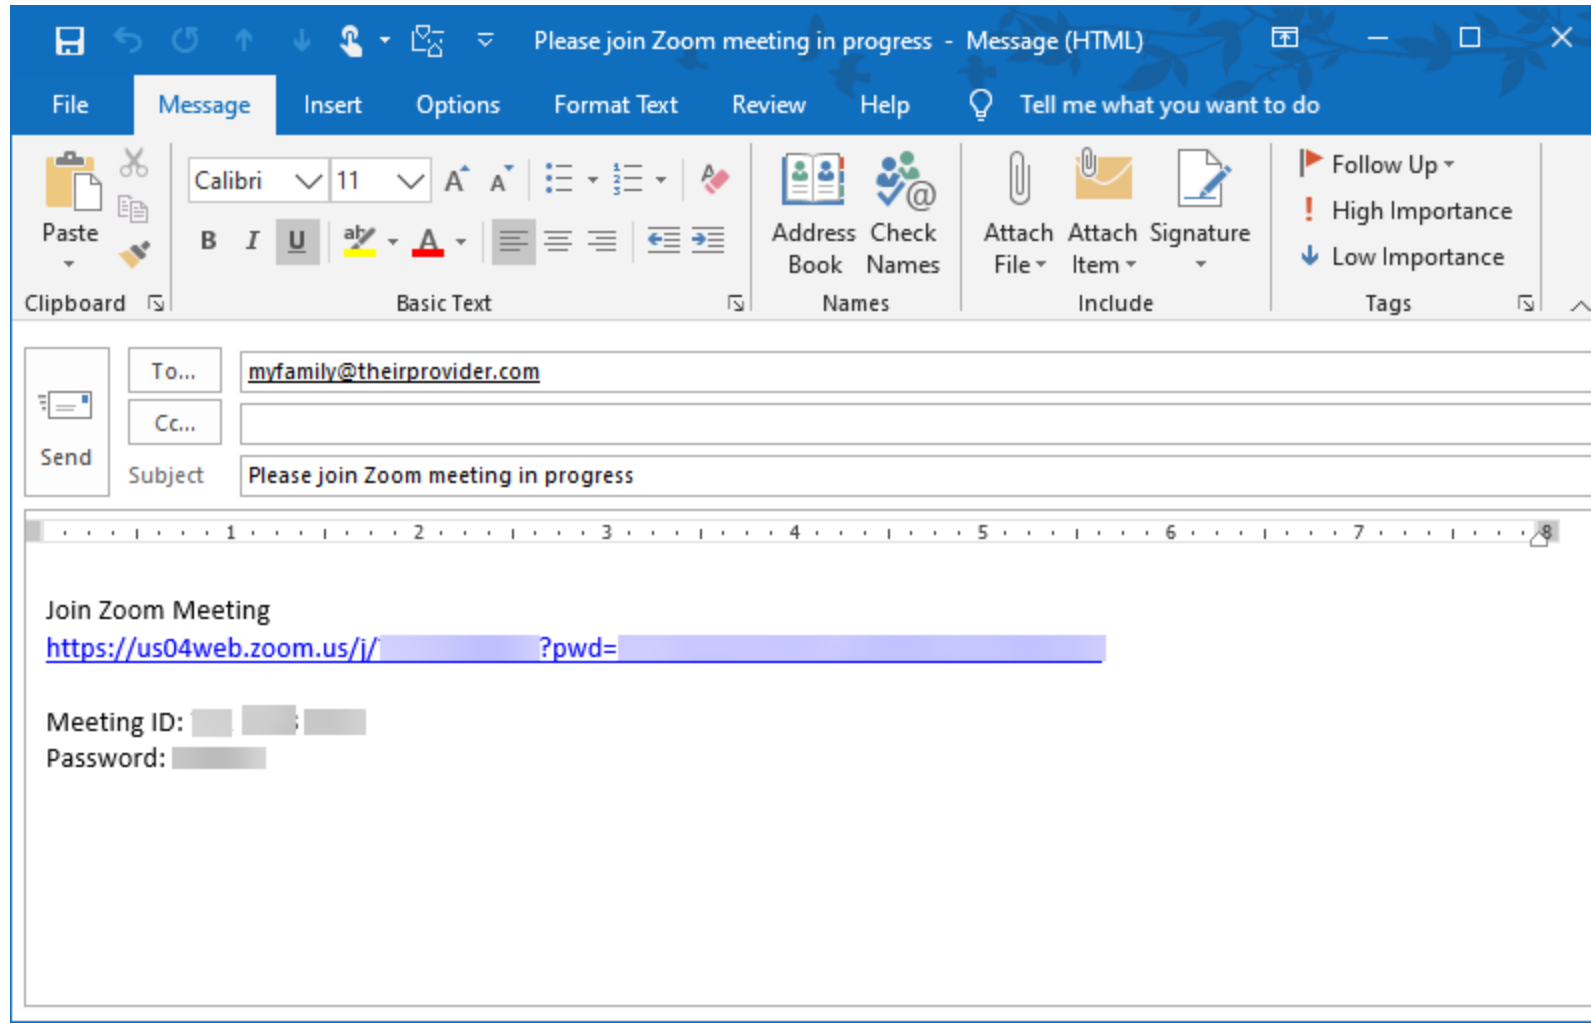 Please join Zoom meeting in progress - Message (HTML)
File Message Insert Options Format Text Review Help Tell me what you want to do
Calibri 11
Paste
B I U ab A
Address Book
Check Names
Attach File
Attach Item
Signature
Follow Up
High Importance
Low Importance
Clipboard Basic Text Names Include Tags
To... myfamily@theirprovider.com
Cc...
Send
Subject Please join Zoom meeting in progress
1 2 3 4 5 6 7 8
Join Zoom Meeting
https://us04web.zoom.us/j/ ?pwd=
Meeting ID:
Password: